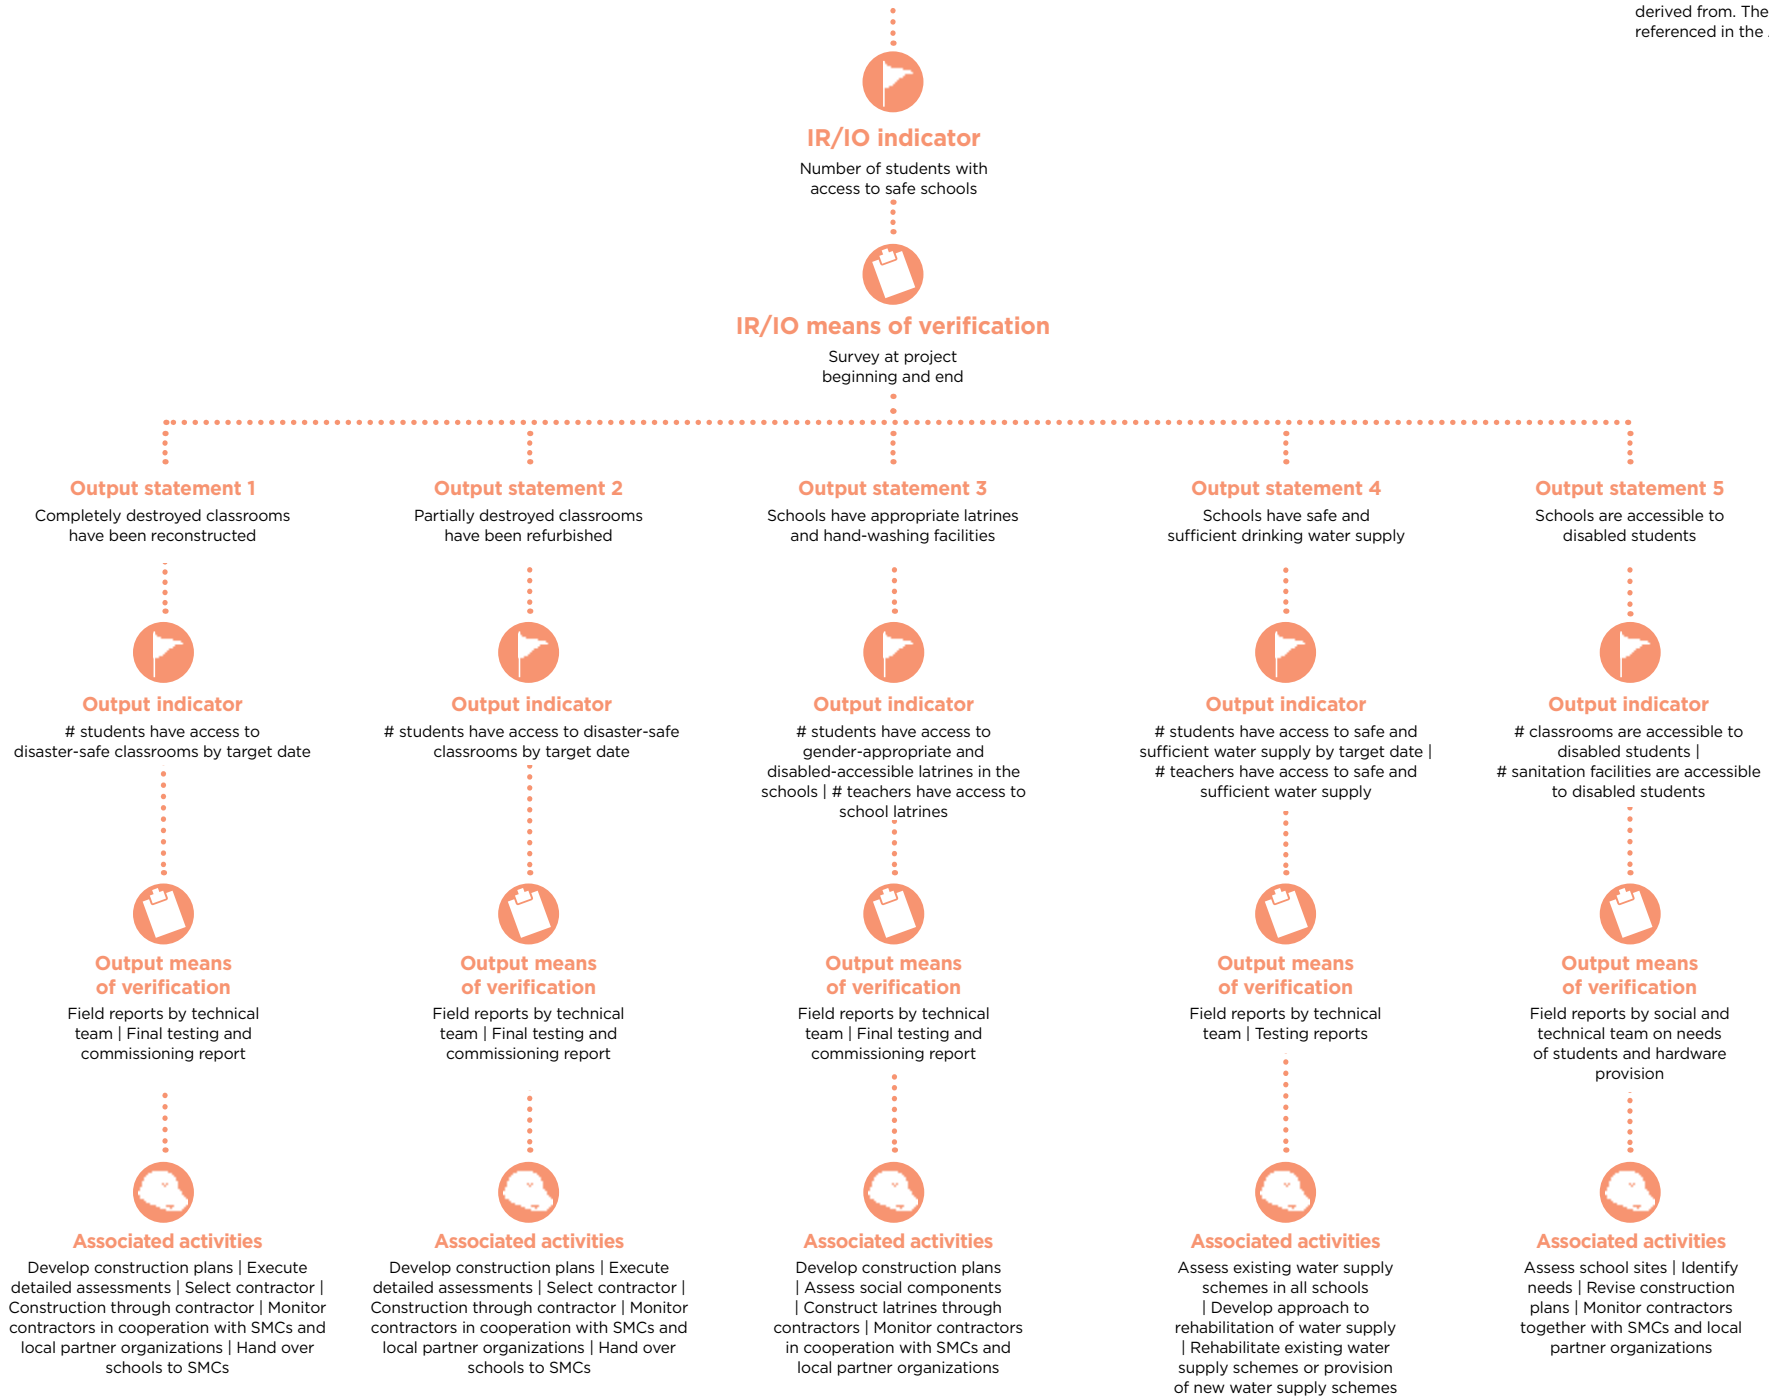 derived from. The
referenced in the
IR/IO indicator
Number of students with
access to safe schools
IR/IO means of verification
Survey at project
beginning and end
Output statement 1
Completely destroyed classrooms
have been reconstructed
Output indicator
# students have access to
disaster-safe classrooms by target date
Output means
of verification
Field reports by technical
team | Final testing and
commissioning report
Associated activities
Develop construction plans | Execute
detailed assessments | Select contractor |
Construction through contractor | Monitor
contractors in cooperation with SMCs and
local partner organizations | Hand over
schools to SMCs
Output statement 2
Partially destroyed classrooms
have been refurbished
Output indicator
# students have access to disaster-safe
classrooms by target date
Output means
of verification
Field reports by technical
team | Final testing and
commissioning report
Associated activities
Develop construction plans | Execute
detailed assessments | Select contractor |
Construction through contractor | Monitor
contractors in cooperation with SMCs and
local partner organizations | Hand over
schools to SMCs
Output statement 3
Schools have appropriate latrines
and hand-washing facilities
Output indicator
# students have access to
gender-appropriate and
disabled-accessible latrines in the
schools | # teachers have access to
school latrines
Output means
of verification
Field reports by technical
team | Final testing and
commissioning report
Associated activities
Develop construction plans
| Assess social components
| Construct latrines through
contractors | Monitor contractors
in cooperation with SMCs and
local partner organizations
Output statement 4
Schools have safe and
sufficient drinking water supply
Output indicator
# students have access to safe and
sufficient water supply by target date |
# teachers have access to safe and
sufficient water supply
Output means
of verification
Field reports by technical
team | Testing reports
Associated activities
Assess existing water supply
schemes in all schools
| Develop approach to
rehabilitation of water supply
| Rehabilitate existing water
supply schemes or provision
of new water supply schemes
Output statement 5
Schools are accessible to
disabled students
Output indicator
# classrooms are accessible to
disabled students |
# sanitation facilities are accessible
to disabled students
Output means
of verification
Field reports by social and
technical team on needs
of students and hardware
provision
Associated activities
Assess school sites | Identify
needs | Revise construction
plans | Monitor contractors
together with SMCs and local
partner organizations